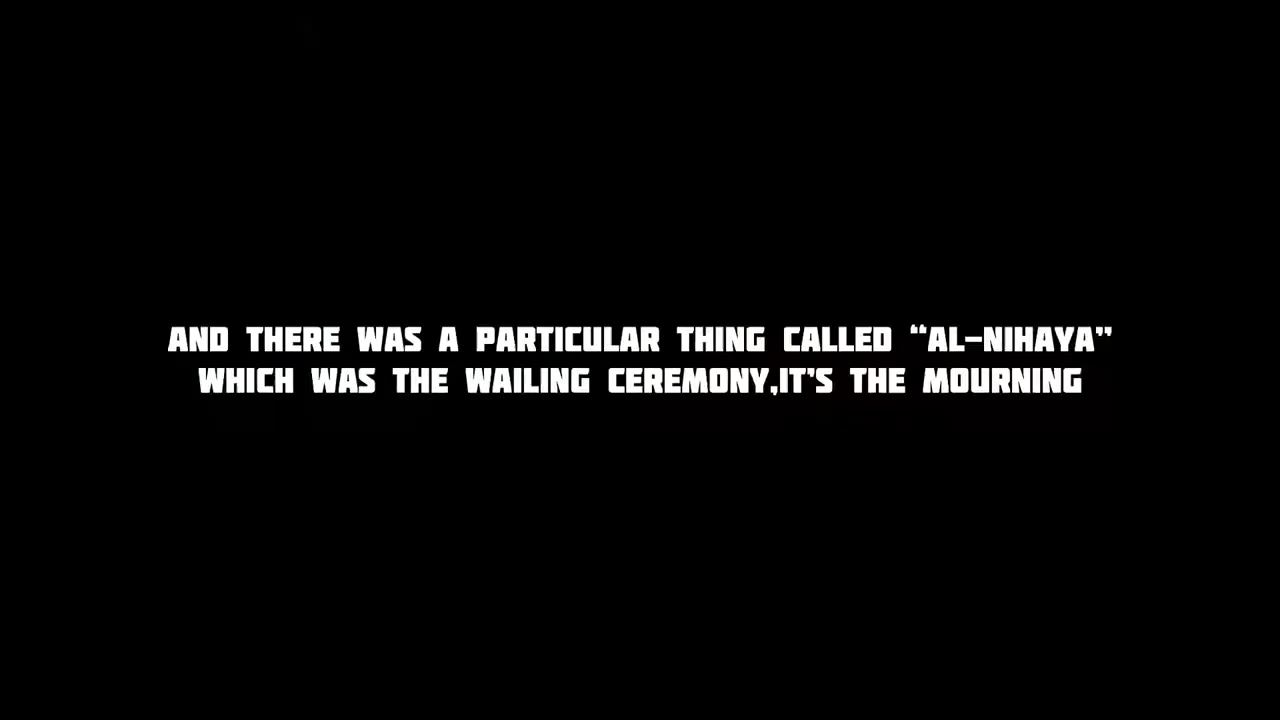 AND THERE WAS A PARTICULAR THING CALLED “AL-NIHAYA”
WHICH WAS THE WAILING CEREMONY,IT'S THE MOURNING